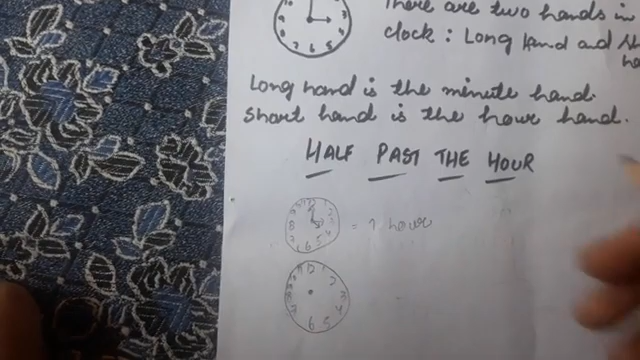 There are two hands in
clock : Long hand and
Long hand is the minute hand.
Short hand is the hour hand.
HALF PAST THE HOUR
= 1 hour